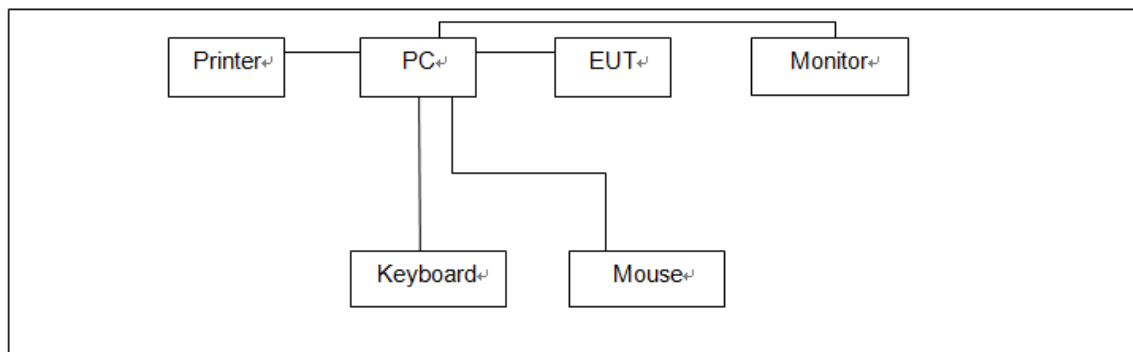 Printer
PC
EUT
Monitor
Keyboard
Mouse